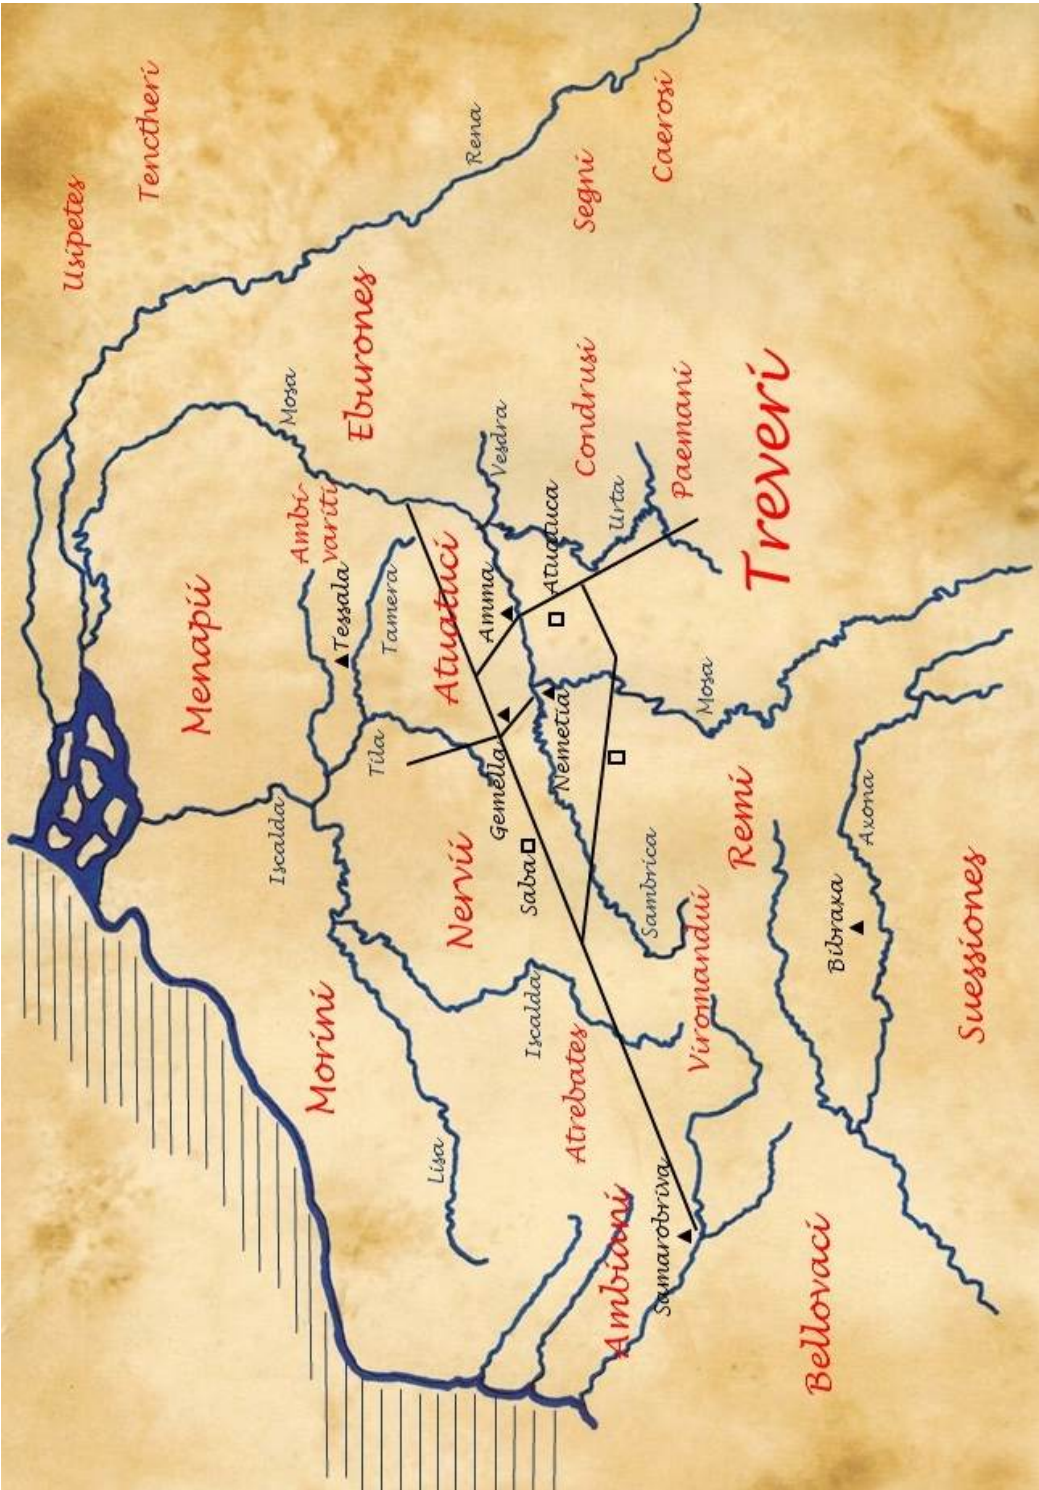 Usipetes
Tenctheri
Menapii
Iscalda
Mosa
Ambi-
variti
Morini
Tessala
Eburones
Tila
Tamera
Lisa
Atuatuci
Nervii
Rena
Amma
Gemella
Vesdra
Saba
Iscalda
Atuatuca
Nemetia
Atrebates
Condrusi
Segni
Ambiani
Urta
Sambrica
Samarobriva
Caerosi
Paemani
Viromandui
Mosa
Remi
Treveri
Bellovaci
Bibraxa
Axona
Suessiones